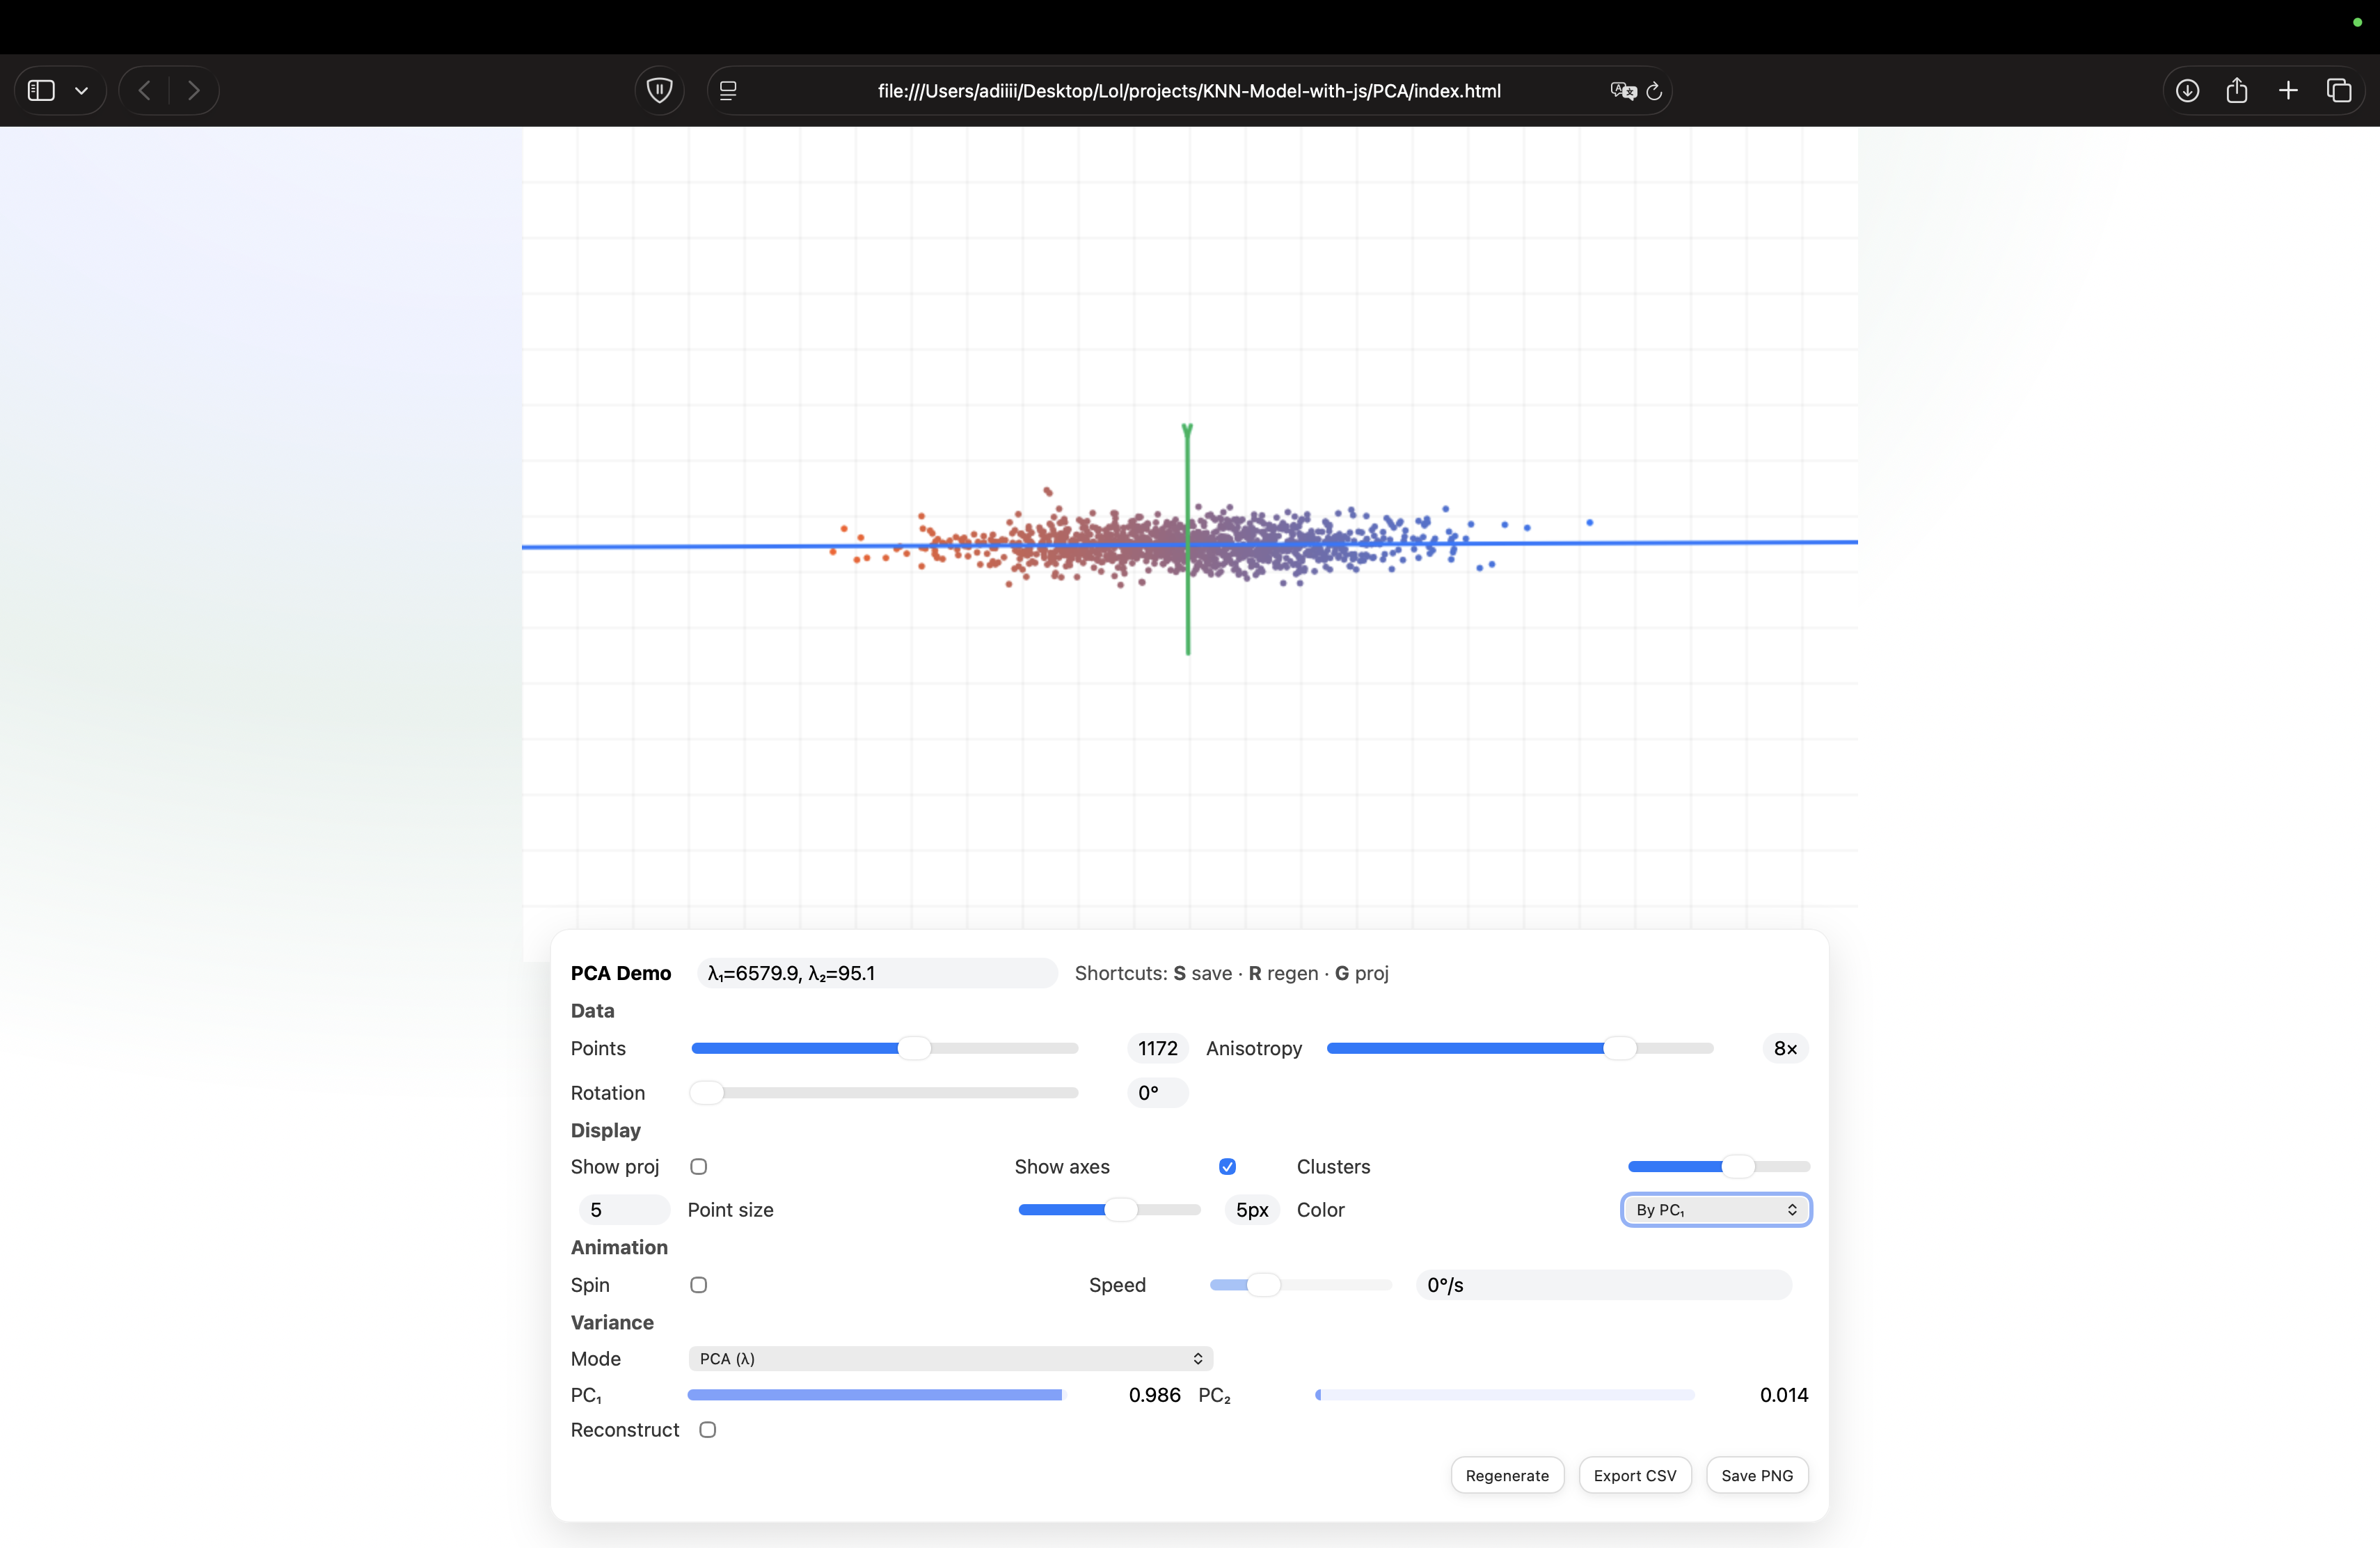 file:///Users/adiiii/Desktop/Lol/projects/KNN-Model-with-js/PCA/index.html
PCA Demo λ₁=6579.9, λ₂=95.1 Shortcuts: S save · R regen · G proj
Data
Points 1172 Anisotropy 8×
Rotation 0°
Display
Show proj Show axes Clusters
5 Point size 5px Color By PC₁
Animation
Spin Speed 0°/s
Variance
Mode PCA (λ)
PC₁ 0.986 PC₂ 0.014
Reconstruct
Regenerate Export CSV Save PNG